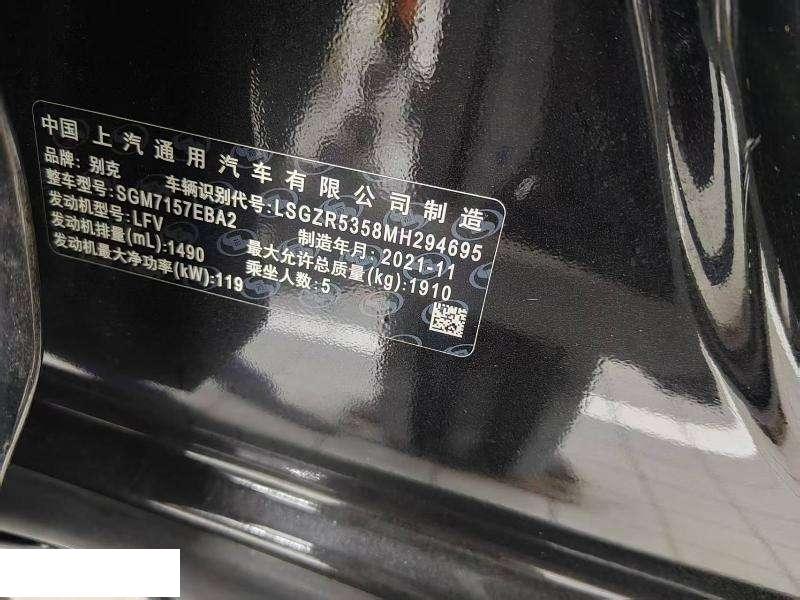 中国 上汽通用汽车有限公司制造
品牌: 别克 车辆识别代号:LSGZR5358MH294695
整车型号:SGM7157EBA2 制造年月: 2021-11
发动机型号: LFV 最大允许总质量(kg):1910
发动机排量(mL):1490 乘坐人数:5
发动机最大净功率(kW):119